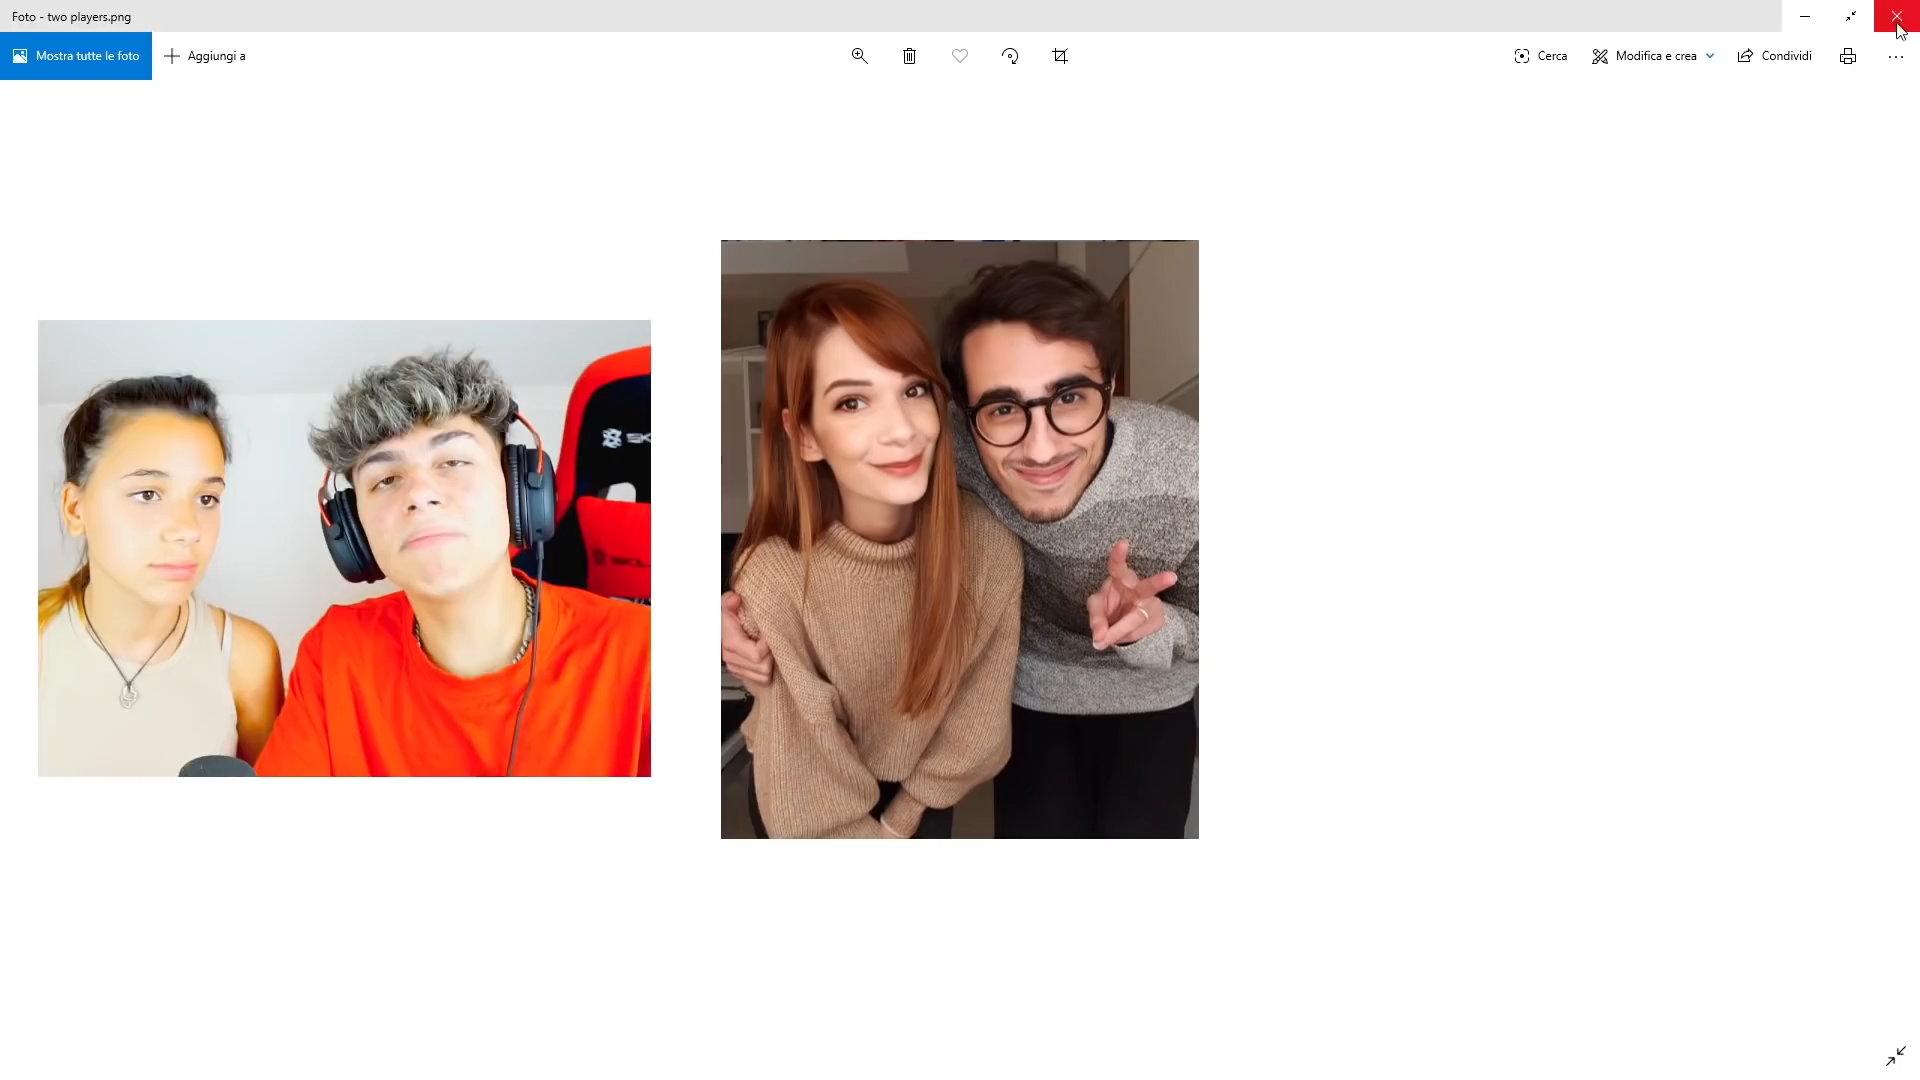 Foto - two players.png
Mostra tutte le foto
Aggiungi a
Cerca
Modifica e crea
Condividi